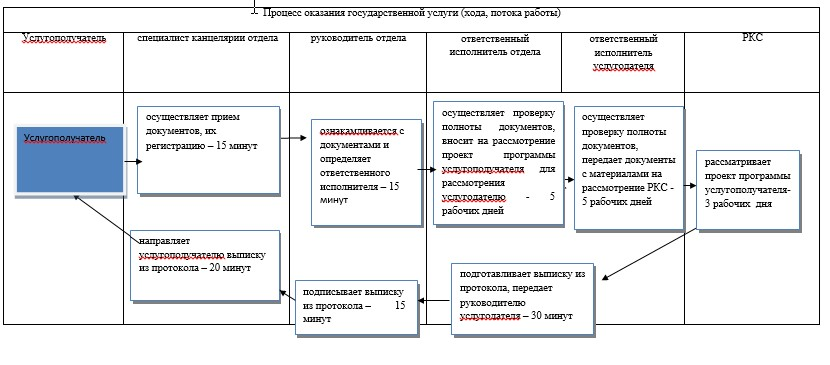 Процесс оказания государственной услуги (хода, потока работы)
Услугополучатель
специалист канцелярии отдела
руководитель отдела
ответственный
исполнитель отдела
ответственный
исполнитель
услугодателя
РКС
Услугополучатель
осуществляет прием
документов, их
регистрацию – 15 минут
ознакамливается с
документами и
определяет
ответственного
исполнителя – 15
минут
осуществляет проверку
полноты документов,
вносит на рассмотрение
проект программы
услугополучателя для
рассмотрения
услугодателю - 5
рабочих дней
осуществляет
проверку полноты
документов,
передает документы
с материалами на
рассмотрение РКС -
5 рабочих дней
рассматривает
проект программы
услугополучателя-
3 рабочих дня
направляет
услугополучателю выписку
из протокола – 20 минут
подписывает выписку
из протокола – 15
минут
подготавливает выписку из
протокола, передает
руководителю
услугодателя – 30 минут